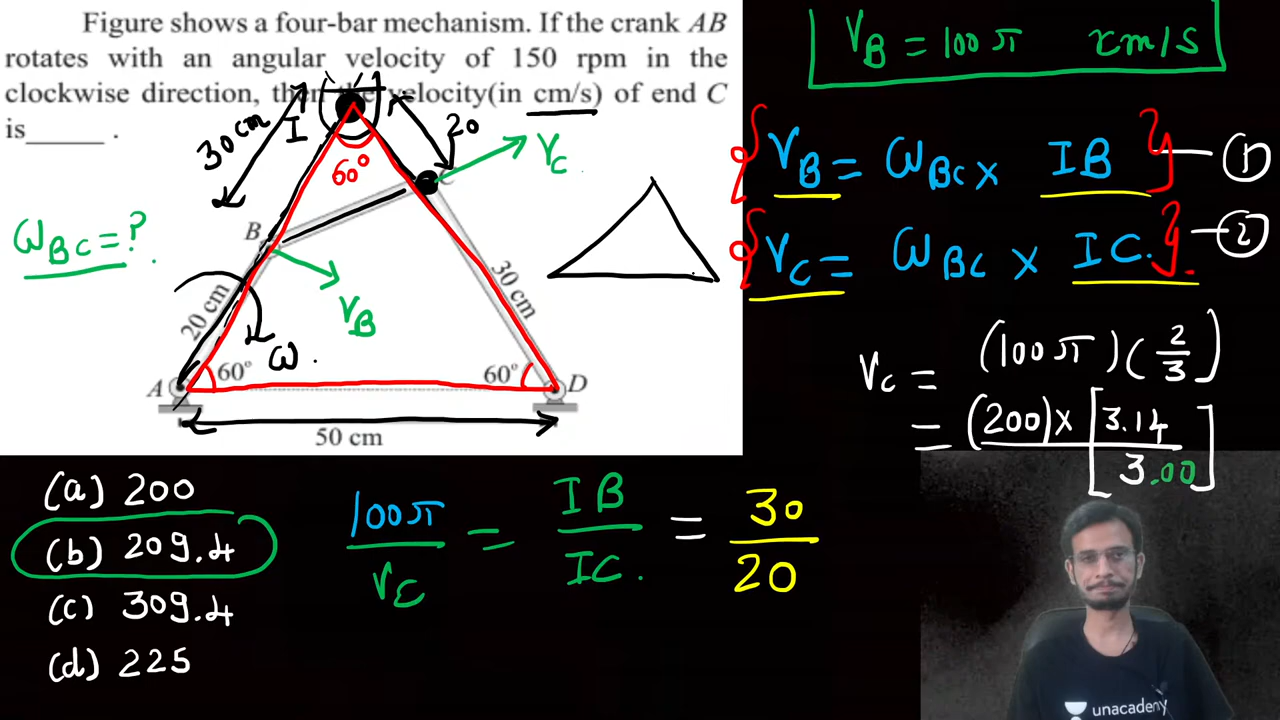 Figure shows a four-bar mechanism. If the crank AB
rotates with an angular velocity of 150 rpm in the
clockwise direction, then the velocity(in cm/s) of end C
is______ .
30 cm
I
20
60°
V_C
B
C
ω_BC = ?
20 cm
V_B
30 cm
ω
A
60°
60°
D
50 cm
V_B = 100π cm/s
V_B = ω_BC × IB
1
V_C = ω_BC × IC.
2
V_C = (100π) (2/3)
= (200) × [3.14/3.00]
(a) 200
(b) 209.4
(c) 309.4
(d) 225
100π/V_C = IB/IC. = 30/20
unacademy